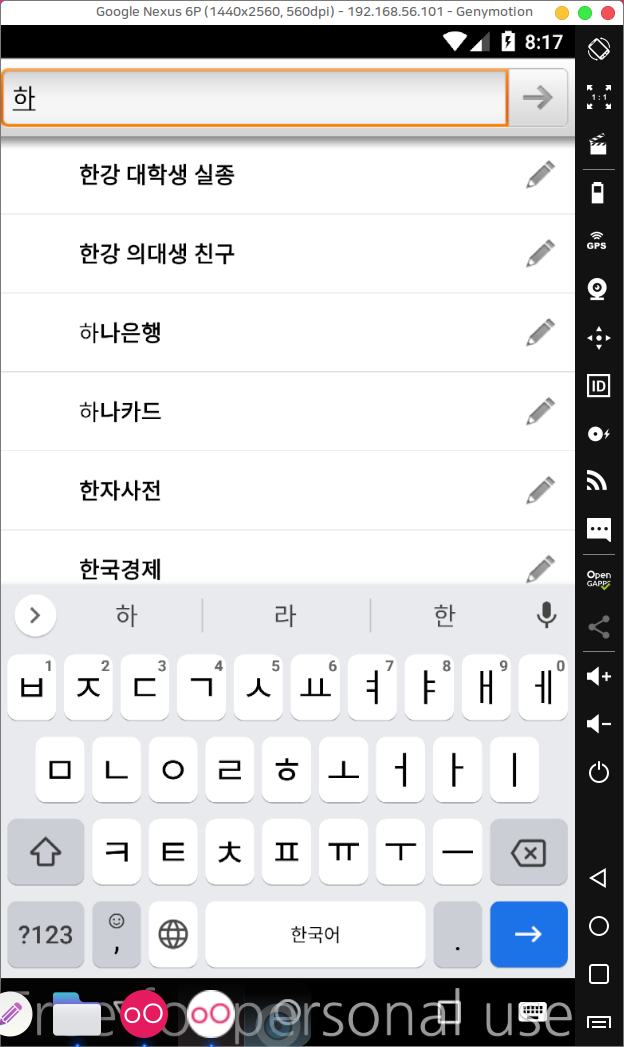 Google Nexus 6P (1440x2560, 560dpi) - 192.168.56.101 - Genymotion
8:17
하
1:1
한강 대학생 실종
GPS
한강 의대생 친구
하나은행
ID
하나카드
한자사전
한국경제
Open
GAPPS
하 라 한
1 2 3 4 5 6 7 8 9 0
ㅂ ㅈ ㄷ ㄱ ㅅ ㅛ ㅕ ㅑ ㅐ ㅔ
ㅁ ㄴ ㅇ ㄹ ㅎ ㅗ ㅓ ㅏ ㅣ
ㅋ ㅌ ㅊ ㅍ ㅠ ㅜ ㅡ
?123 , 한국어 .
Free for personal use